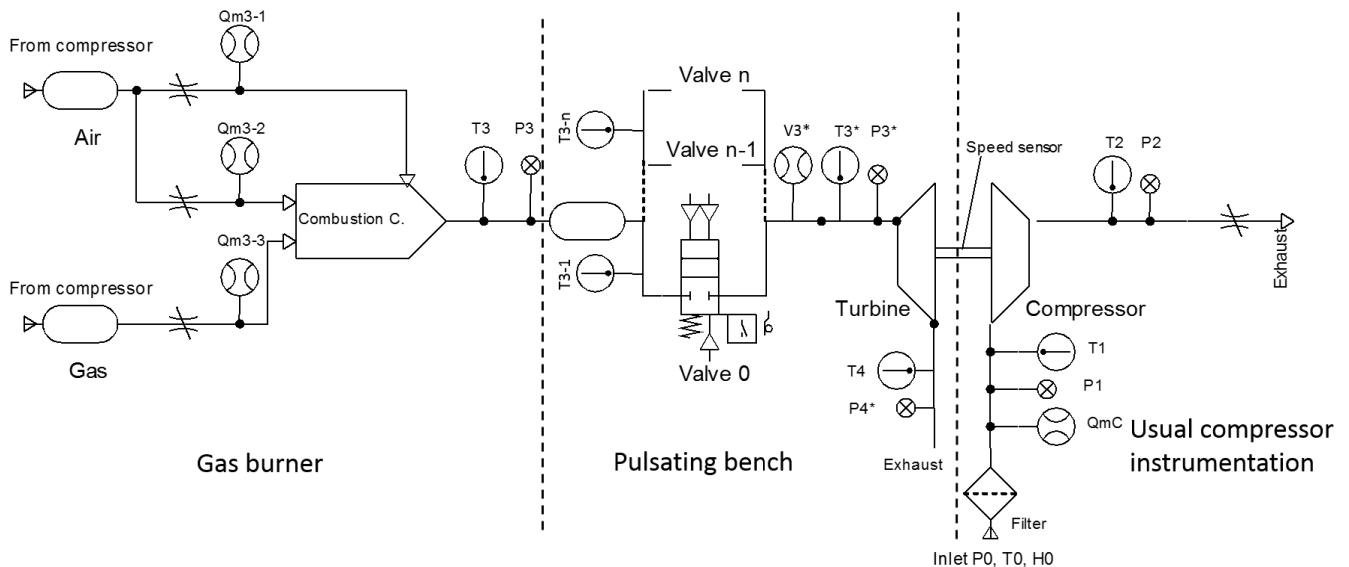 Qm3-1
From compressor
Air
Qm3-2
Qm3-3
Combustion C.
From compressor
Gas
T3
P3
Gas burner
T3-n
T3-1
Valve n
Valve n-1
Valve 0
V3*
T3*
P3*
Pulsating bench
Turbine
T4
P4*
Exhaust
Speed sensor
Compressor
T2
P2
Exhaust
T1
P1
QmC
Usual compressor
instrumentation
Filter
Inlet P0, T0, H0